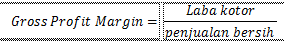 Gross Profit Margin = Laba kotor
penjualan bersih